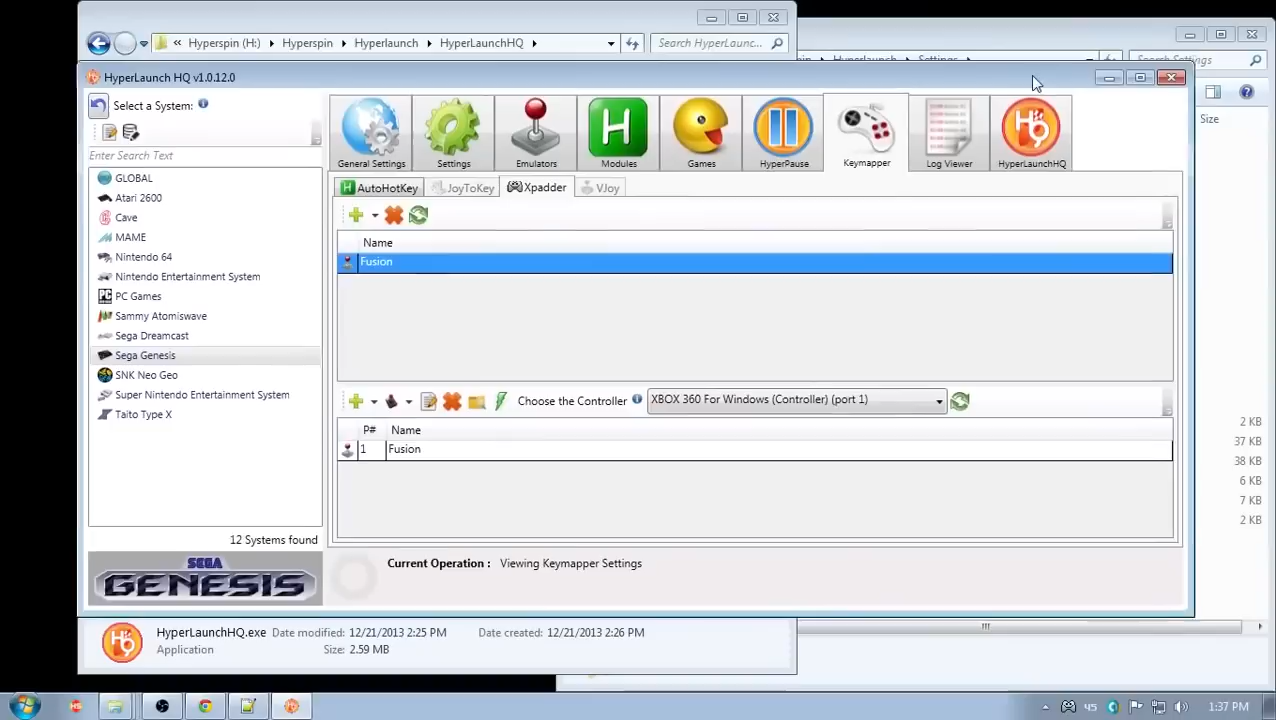 Hyperspin (H:) Hyperspin Hyperlaunch HyperLaunchHQ
Search HyperLaunc...
Hyperlaunch Settings
Search Settings
HyperLaunch HQ v1.0.12.0
Select a System:
Enter Search Text
GLOBAL
Atari 2600
Cave
MAME
Nintendo 64
Nintendo Entertainment System
PC Games
Sammy Atomiswave
Sega Dreamcast
Sega Genesis
SNK Neo Geo
Super Nintendo Entertainment System
Taito Type X
12 Systems found
SEGA
GENESIS
General Settings
Settings
Emulators
Modules
Games
HyperPause
Keymapper
Log Viewer
HyperLaunchHQ
AutoHotKey
JoyToKey
Xpadder
VJoy
Name
Fusion
Choose the Controller
XBOX 360 For Windows (Controller) (port 1)
P# Name
1 Fusion
Current Operation : Viewing Keymapper Settings
Size
2 KB
37 KB
38 KB
6 KB
7 KB
2 KB
HyperLaunchHQ.exe Date modified: 12/21/2013 2:25 PM Date created: 12/21/2013 2:26 PM
Application Size: 2.59 MB
45
1:37 PM